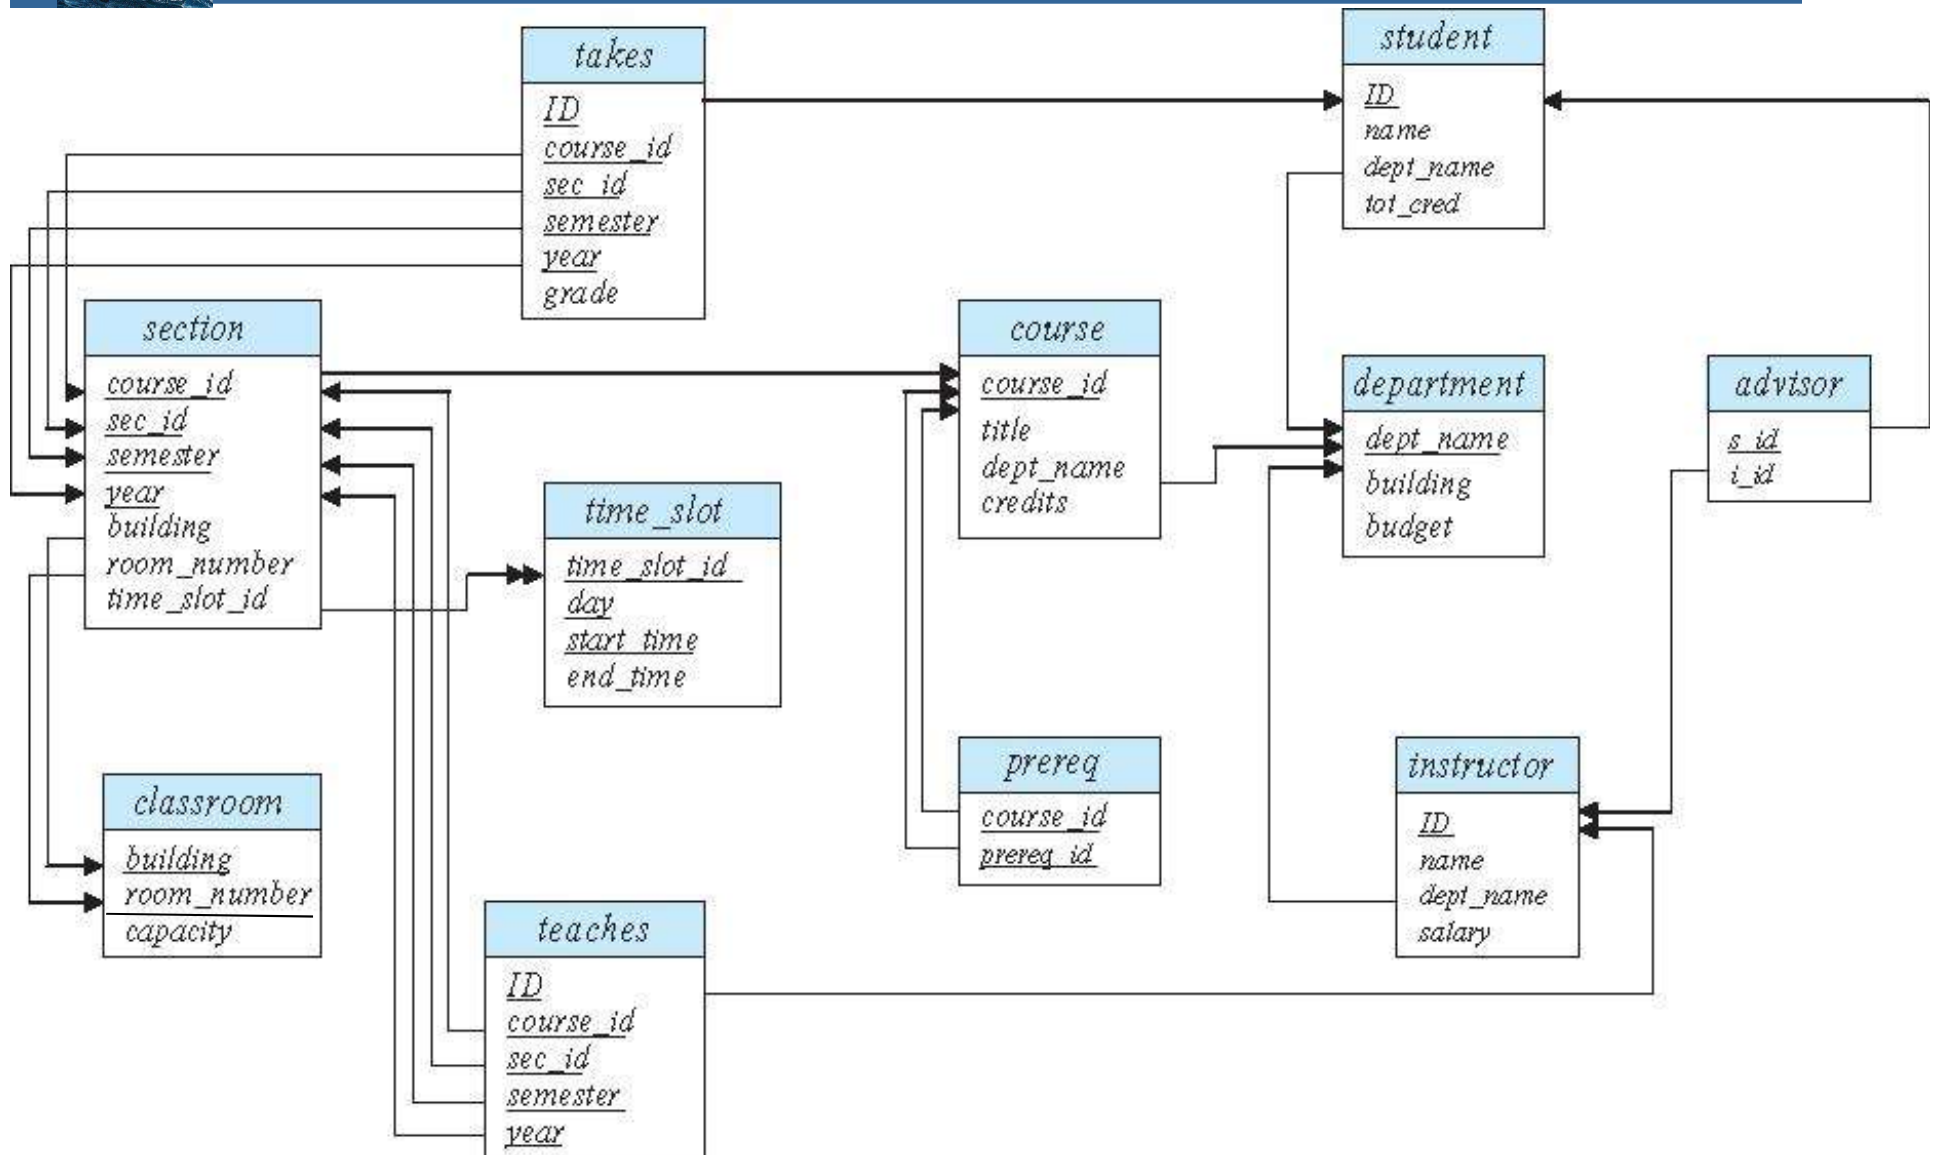 takes
ID
course_id
sec_id
semester
year
grade
student
ID
name
dept_name
tot_cred
section
course_id
sec_id
semester
year
building
room_number
time_slot_id
course
course_id
title
dept_name
credits
department
dept_name
building
budget
advisor
s_id
i_id
time_slot
time_slot_id
day
start_time
end_time
classroom
building
room_number
capacity
prereq
course_id
prereq_id
instructor
ID
name
dept_name
salary
teaches
ID
course_id
sec_id
semester
year